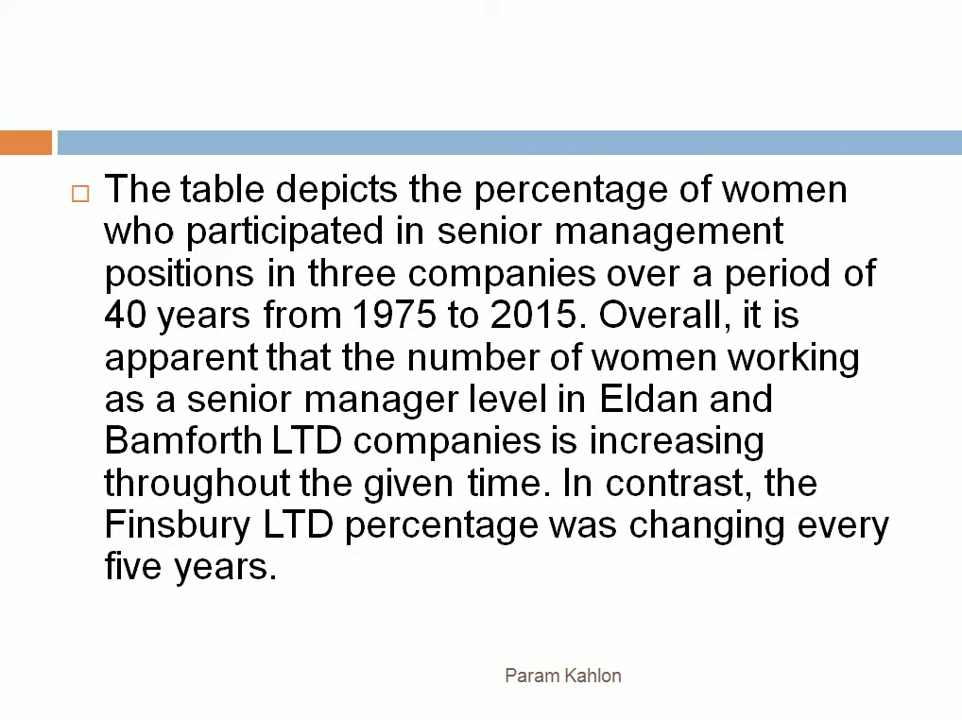 The table depicts the percentage of women
who participated in senior management
positions in three companies over a period of
40 years from 1975 to 2015. Overall, it is
apparent that the number of women working
as a senior manager level in Eldan and
Bamforth LTD companies is increasing
throughout the given time. In contrast, the
Finsbury LTD percentage was changing every
five years.
Param Kahlon